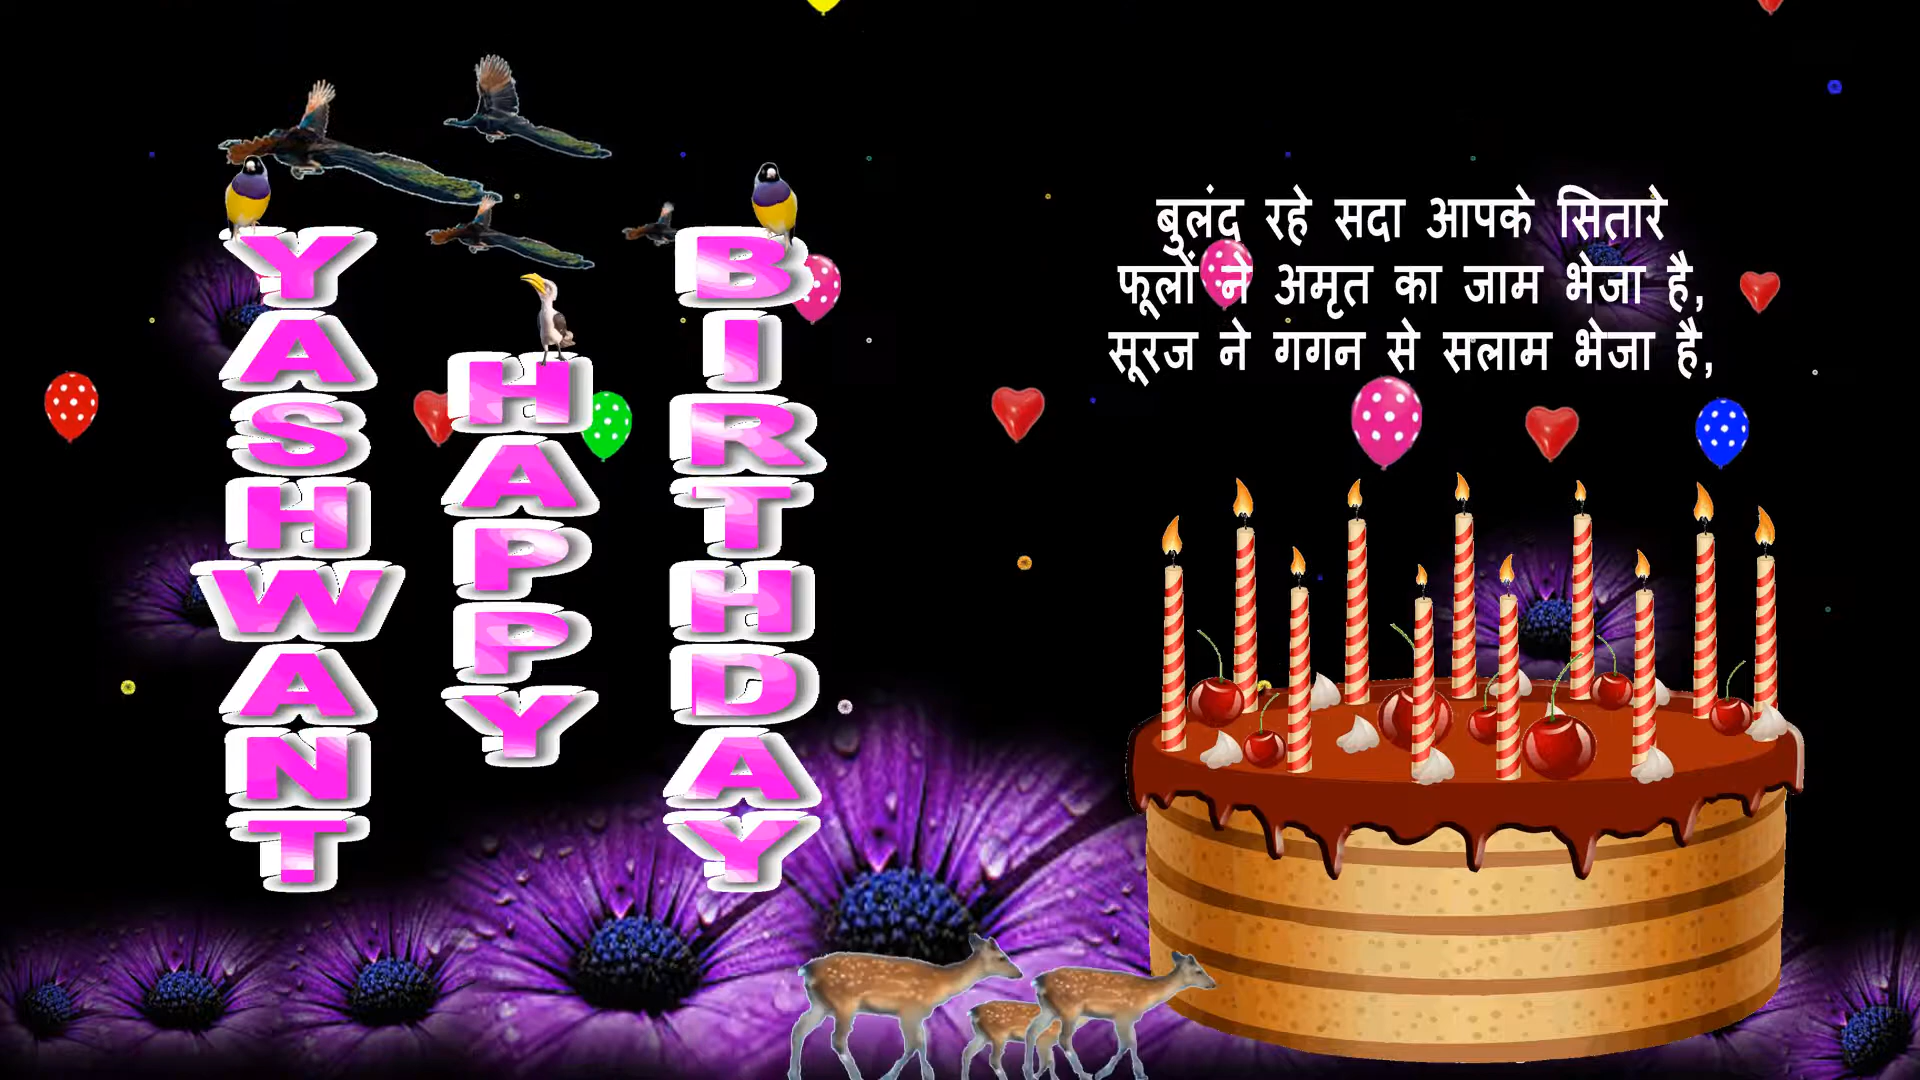 YASHWANT
HAPPY
BIRTHDAY
बुलंद रहे सदा आपके सितारे
फूलों ने अमृत का जाम भेजा है,
सूरज ने गगन से सलाम भेजा है,